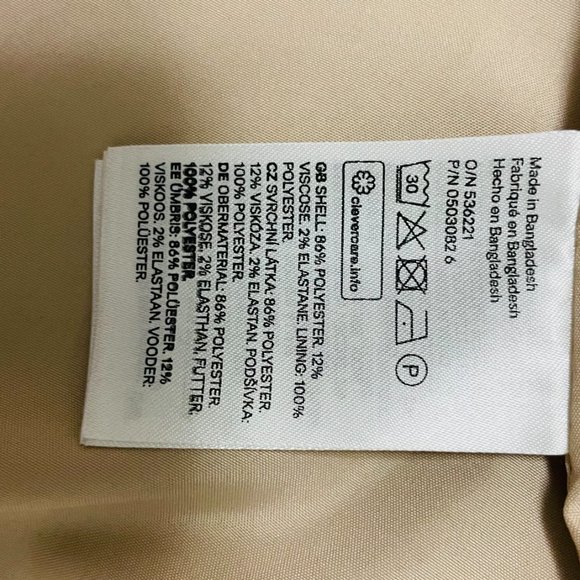 Made in Bangladesh
Fabriqué en Bangladesh
Hecho en Bangladesh
O/N 536221
P/N 0503082 6
30
P
clevercare.info
GB SHELL: 86% POLYESTER. 12%
VISCOSE. 2% ELASTANE. LINING: 100%
POLYESTER.
CZ SVRCHNÍ LÁTKA: 86% POLYESTER.
12% VISKÓZA. 2% ELASTAN. PODŠÍVKA:
100% POLYESTER.
DE OBERMATERIAL: 86% POLYESTER
12% VISKOSE. 2% ELASTHAN. FUTTER:
100% POLYESTER.
EE ÜMBRIS: 86% POLÜESTER. 12%
VISKOOS. 2% ELASTAAN. VOODER:
100% POLÜESTER.